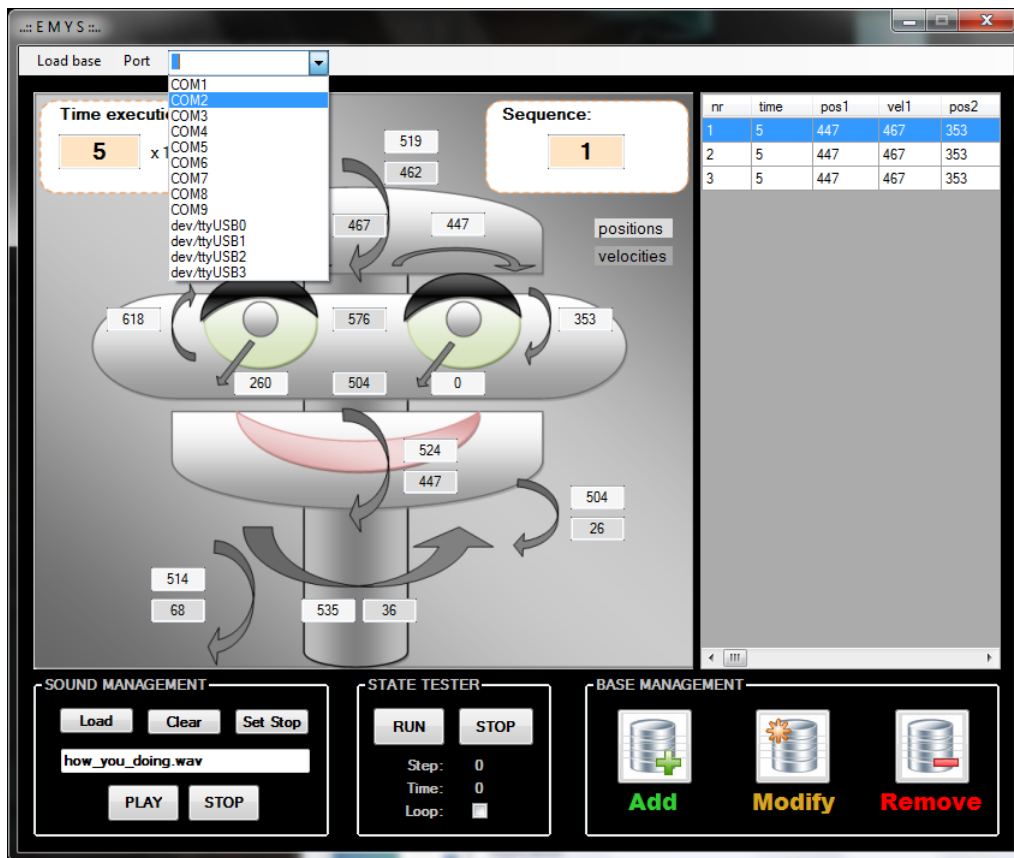 ..:: E M Y S ::..
Load base Port
COM1
COM2
COM3
COM4
COM5
COM6
COM7
COM8
COM9
dev/ttyUSB0
dev/ttyUSB1
dev/ttyUSB2
dev/ttyUSB3
Time executi
5 x 1
Sequence:
1
519
462
467 447
positions
velocities
618 576 353
260 504 0
524
447
504
26
514
68 535 36
nr time pos1 vel1 pos2
1 5 447 467 353
2 5 447 467 353
3 5 447 467 353
SOUND MANAGEMENT
Load Clear Set Stop
how_you_doing.wav
PLAY STOP
STATE TESTER
RUN STOP
Step: 0
Time: 0
Loop:
BASE MANAGEMENT
Add Modify Remove